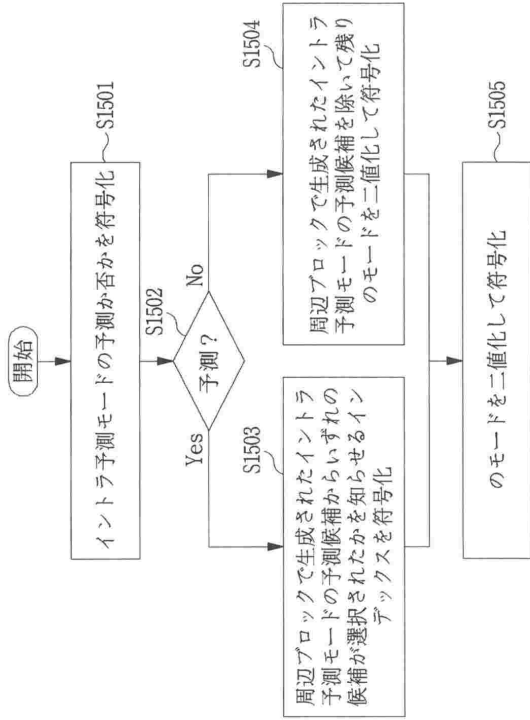 開始
S1501
イントラ予測モードの予測か否かを符号化
S1502
予測？
Yes
No
S1503
周辺ブロックで生成されたイントラ
予測モードの予測候補からいずれの
候補が選択されたかを知らせるイン
デックスを符号化
S1504
周辺ブロックで生成されたイントラ
予測モードの予測候補を除いて残り
のモードを二値化して符号化
S1505
のモードを二値化して符号化